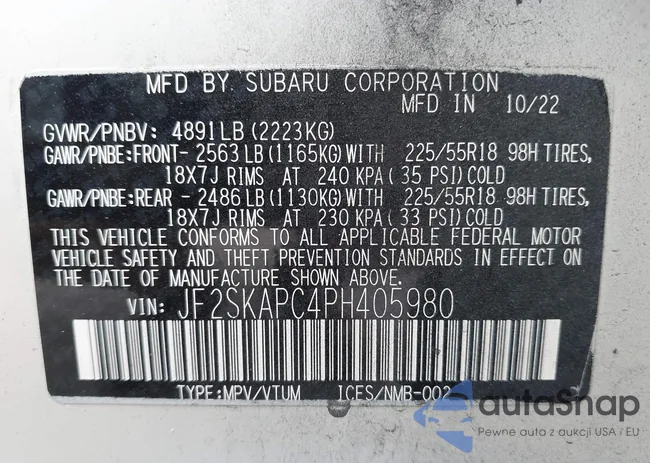 MFD BY SUBARU CORPORATION
MFD IN 10/22
GVWR/PNBV: 4891LB (2223KG)
GAWR/PNBE:FRONT- 2563 LB (1165KG)WITH 225/55R18 98H TIRES,
18X7J RIMS AT 240 KPA (35 PSI) COLD
GAWR/PNBE:REAR - 2486 LB (1130KG) WITH 225/55R18 98H TIRES,
18X7J RIMS AT 230 KPA (33 PSI) COLD
THIS VEHICLE CONFORMS TO ALL APPLICABLE FEDERAL MOTOR
VEHICLE SAFETY AND THEFT PREVENTION STANDARDS IN EFFECT ON
THE DATE OF MANUFACTURE SHOWN ABOVE.
VIN: JF2SKAPC4PH405980
TYPE:MPV/VTUM ICES/NMB-002
autoSnap
Pewne auta z aukcji USA i EU